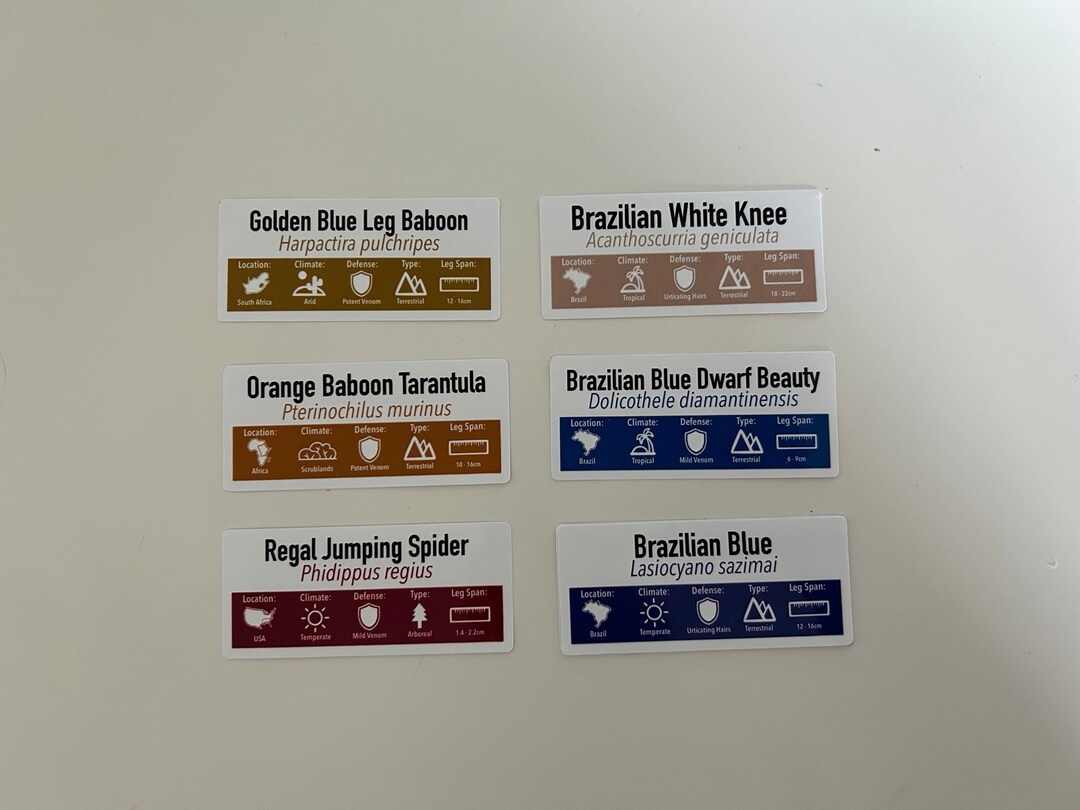 Golden Blue Leg Baboon
Harpactira pulchripes
Location: Climate: Defense: Type: Leg Span:
South Africa Arid Potent Venom Terrestrial 12 - 16cm
Brazilian White Knee
Acanthoscurria geniculata
Location: Climate: Defense: Type: Leg Span:
Brazil Tropical Urticating Hairs Terrestrial 18 - 22cm
Orange Baboon Tarantula
Pterinochilus murinus
Location: Climate: Defense: Type: Leg Span:
Africa Scrublands Potent Venom Terrestrial 10 - 16cm
Brazilian Blue Dwarf Beauty
Dolicothele diamantinensis
Location: Climate: Defense: Type: Leg Span:
Brazil Tropical Mild Venom Terrestrial 6 - 9cm
Regal Jumping Spider
Phidippus regius
Location: Climate: Defense: Type: Leg Span:
USA Temperate Mild Venom Arboreal 1.4 - 2.2cm
Brazilian Blue
Lasiocyano sazimai
Location: Climate: Defense: Type: Leg Span:
Brazil Temperate Urticating Hairs Terrestrial 12 - 16cm